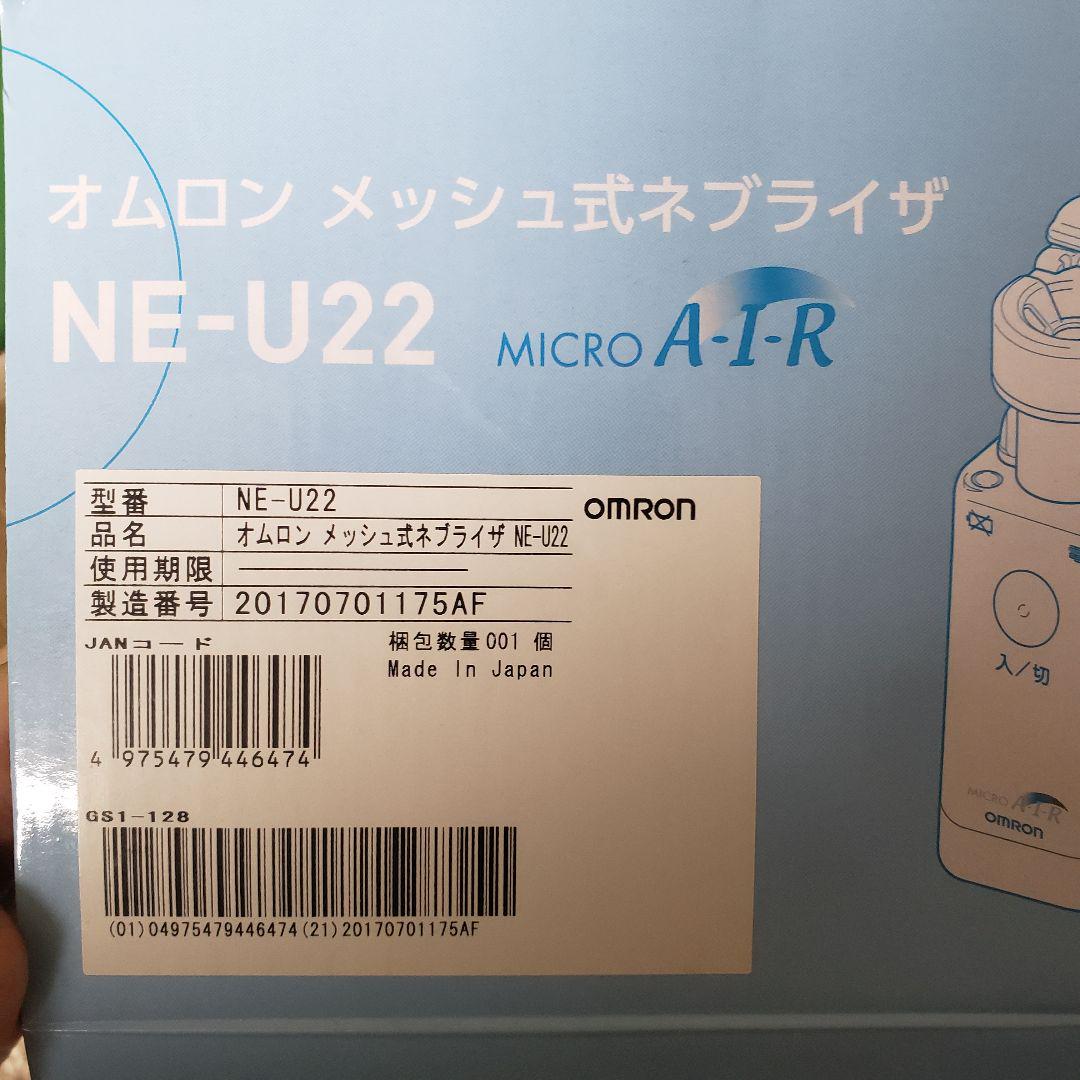 オムロン メッシュ式ネブライザ
NE-U22 MICRO A-I-R
型番 NE-U22
OMRON
品名 オムロン メッシュ式ネブライザ NE-U22
使用期限
製造番号 20170701175AF
JANコード 梱包数量001 個
Made In Japan
4 975479 446474
GS1-128
(01)04975479446474(21)20170701175AF
入/切
MICRO A-I-R
OMRON